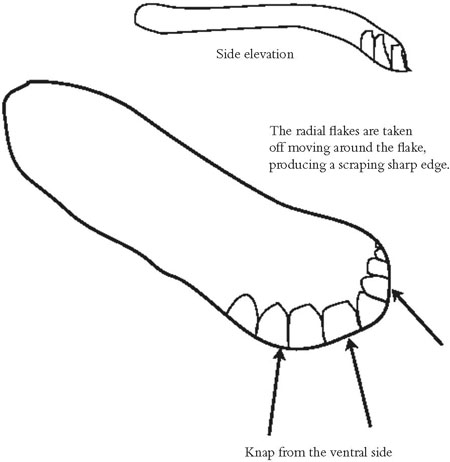 Side elevation
The radial flakes are taken
off moving around the flake,
producing a scraping sharp edge.
Knap from the ventral side